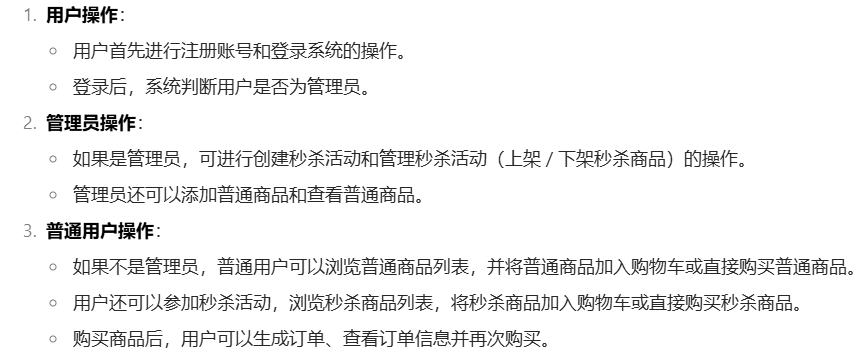 1. 用户操作：
○ 用户首先进行注册账号和登录系统的操作。
○ 登录后，系统判断用户是否为管理员。
2. 管理员操作：
○ 如果是管理员，可进行创建秒杀活动和管理秒杀活动（上架 / 下架秒杀商品）的操作。
○ 管理员还可以添加普通商品和查看普通商品。
3. 普通用户操作：
○ 如果不是管理员，普通用户可以浏览普通商品列表，并将普通商品加入购物车或直接购买普通商品。
○ 用户还可以参加秒杀活动，浏览秒杀商品列表，将秒杀商品加入购物车或直接购买秒杀商品。
○ 购买商品后，用户可以生成订单、查看订单信息并再次购买。